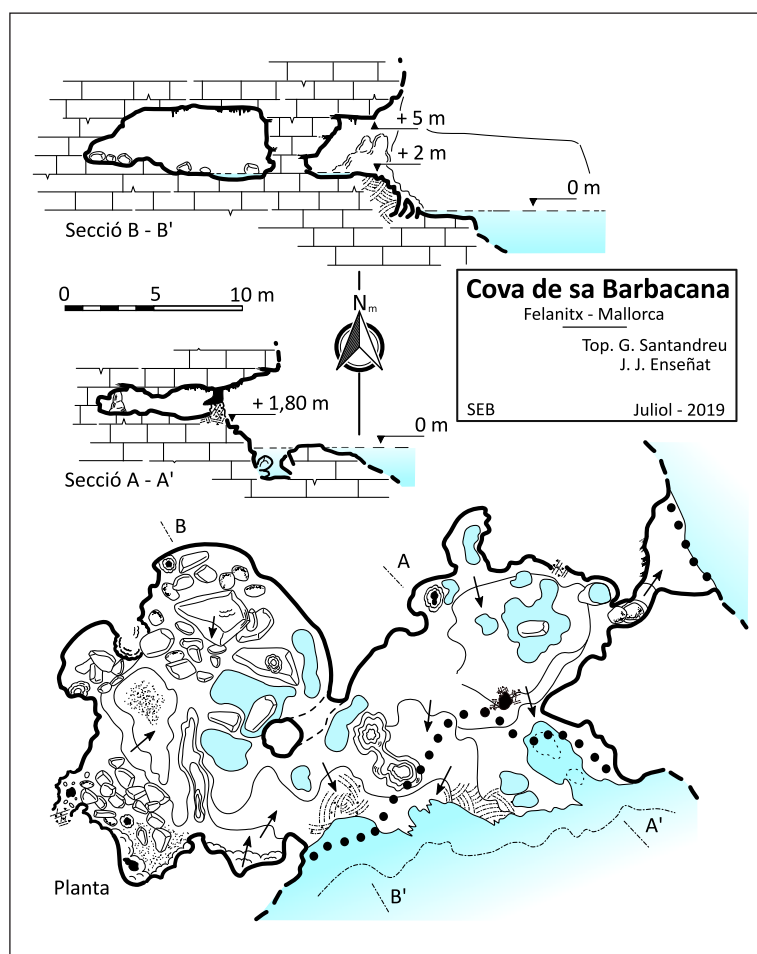 + 5 m
+ 2 m
0 m
Secció B - B'
0 5 10 m
Nm
Cova de sa Barbacana
Felanitx - Mallorca
Top. G. Santandreu
J. J. Enseñat
SEB Juliol - 2019
+ 1,80 m
0 m
Secció A - A'
B
A
A'
B'
Planta